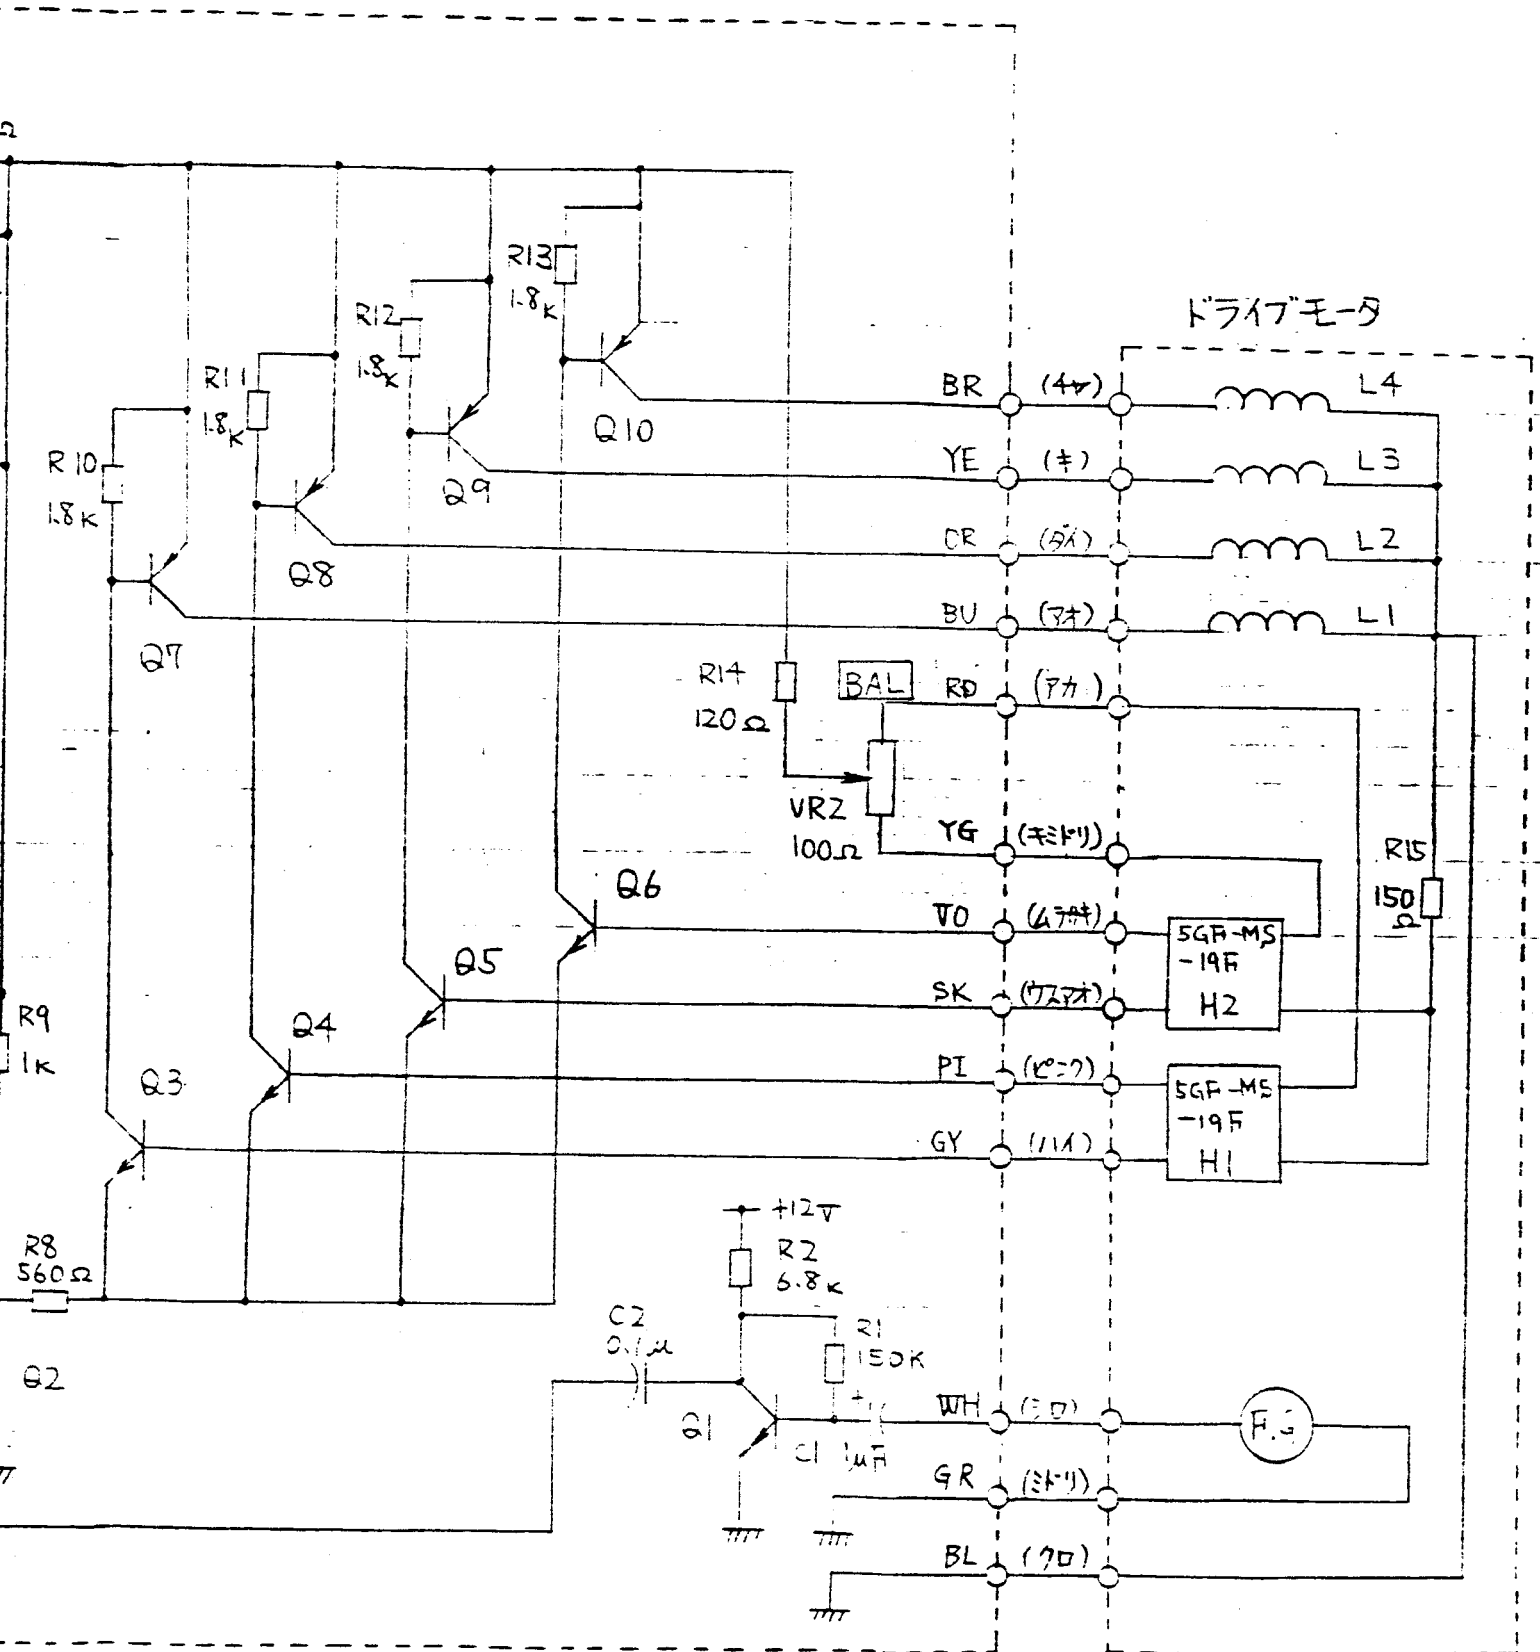 Ω
R13
1.8K
ドライブモータ
R12
1.8K
R11
1.8K
BR
(チャ)
L4
Q10
R10
1.8K
YE
(キ)
L3
Q9
OR
(ダイ)
L2
Q8
BU
(アオ)
L1
Q7
R14
120Ω
BAL
RD
(アカ)
VR2
100Ω
YG
(キミドリ)
R15
150
Ω
Q6
VO
(ムラサキ)
5GF-MS
-19F
H2
Q5
SK
(ウスアオ)
R9
1K
Q4
PI
(ピンク)
5GF-MS
-19F
H1
Q3
GY
(ハイ)
+12V
R2
6.8K
R8
560Ω
C2
0.1μ
R1
150K
Q2
Q1
+
C1 1μF
WH
(シロ)
F.G
GR
(ミドリ)
BL
(クロ)